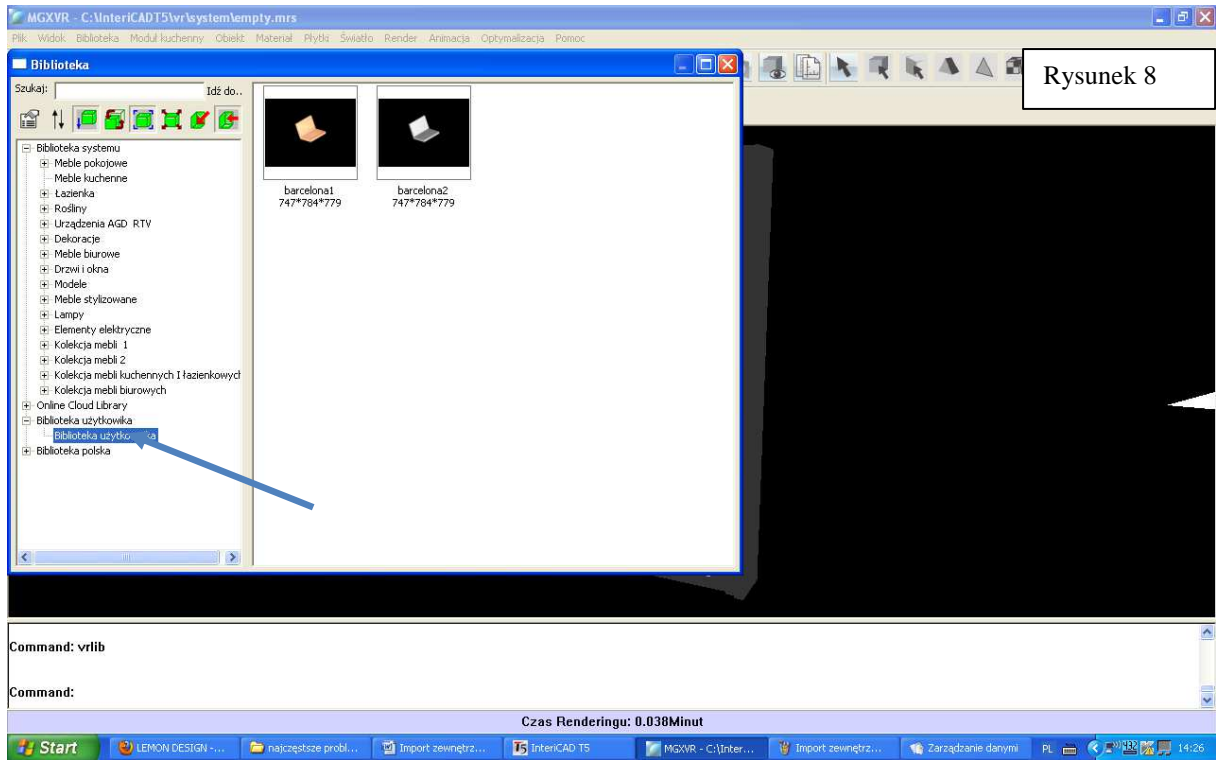 MGXVR - C:\InteriCADT5\vr\system\empty.mrs
Plik Widok Biblioteka Moduł kuchenny Obiekt Materiał Płytki Światło Render Animacja Optymalizacja Pomoc
Biblioteka
Rysunek 8
Szukaj: Idź do..
Biblioteka systemu
Meble pokojowe
Meble kuchenne
Łazienka
Rośliny
Urządzenia AGD RTV
Dekoracje
Meble biurowe
Drzwi i okna
Modele
Meble stylizowane
Lampy
Elementy elektryczne
Kolekcja mebli 1
Kolekcja mebli 2
Kolekcja mebli kuchennych I łazienkowych
Kolekcja mebli biurowych
Online Cloud Library
Biblioteka użytkowika
Biblioteka
Biblioteka polska
barcelona1 barcelona2
747*784*779 747*784*779
Command: vrlib
Command:
Czas Renderingu: 0.038Minut
Start LEMON DESIGN -... najczęstsze probl... Import zewnętrz... InteriCAD T5 MGXVR - C:\Inter... Import zewnętrz... Zarządzanie danymi PL 14:26